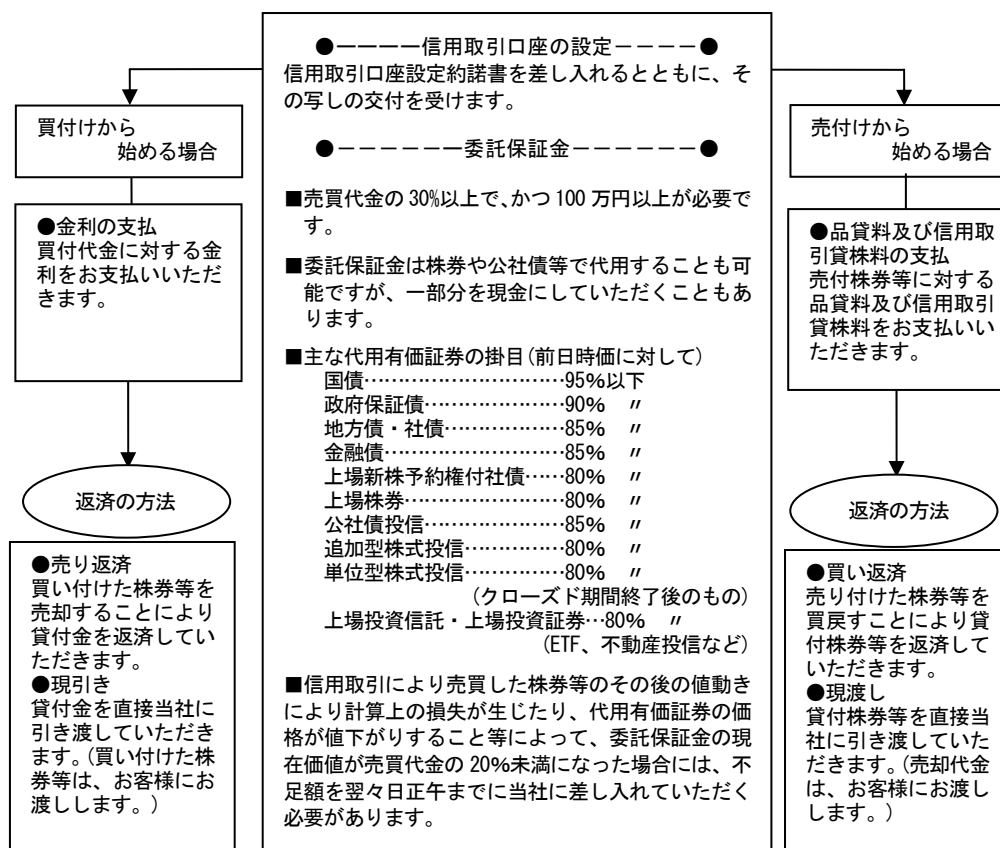 ●ーーーー信用取引口座の設定ーーーー●
信用取引口座設定約諾書を差し入れるとともに、そ
の写しの交付を受けます。
●ーーーーーー委託保証金ーーーーーー●
■売買代金の 30%以上で、かつ 100 万円以上が必要で
す。
■委託保証金は株券や公社債等で代用することも可
能ですが、一部分を現金にしていただくこともあ
ります。
■主な代用有価証券の掛目(前日時価に対して)
国債…………………………95%以下
政府保証債…………………90% 〃
地方債・社債………………85% 〃
金融債………………………85% 〃
上場新株予約権付社債……80% 〃
上場株券……………………80% 〃
公社債投信…………………85% 〃
追加型株式投信……………80% 〃
単位型株式投信……………80% 〃
(クローズド期間終了後のもの)
上場投資信託・上場投資証券…80% 〃
(ETF、不動産投信など)
■信用取引により売買した株券等のその後の値動き
により計算上の損失が生じたり、代用有価証券の価
格が値下がりすること等によって、委託保証金の現
在価値が売買代金の 20%未満になった場合には、不
足額を翌々日正午までに当社に差し入れていただく
必要があります。
買付けから
始める場合
●金利の支払
買付代金に対する金
利をお支払いいただ
きます。
返済の方法
●売り返済
買い付けた株券等を
売却することにより
貸付金を返済してい
ただきます。
●現引き
貸付金を直接当社に
引き渡していただき
ます。(買い付けた株
券等は、お客様にお
渡しします。)
売付けから
始める場合
●品貸料及び信用取
引貸株料の支払
売付株券等に対する
品貸料及び信用取引
貸株料をお支払いい
ただきます。
返済の方法
●買い返済
売り付けた株券等を
買戻すことにより貸
付株券等を返済して
いただきます。
●現渡し
貸付株券等を直接当
社に引き渡していた
だきます。(売却代金
は、お客様にお渡し
します。)